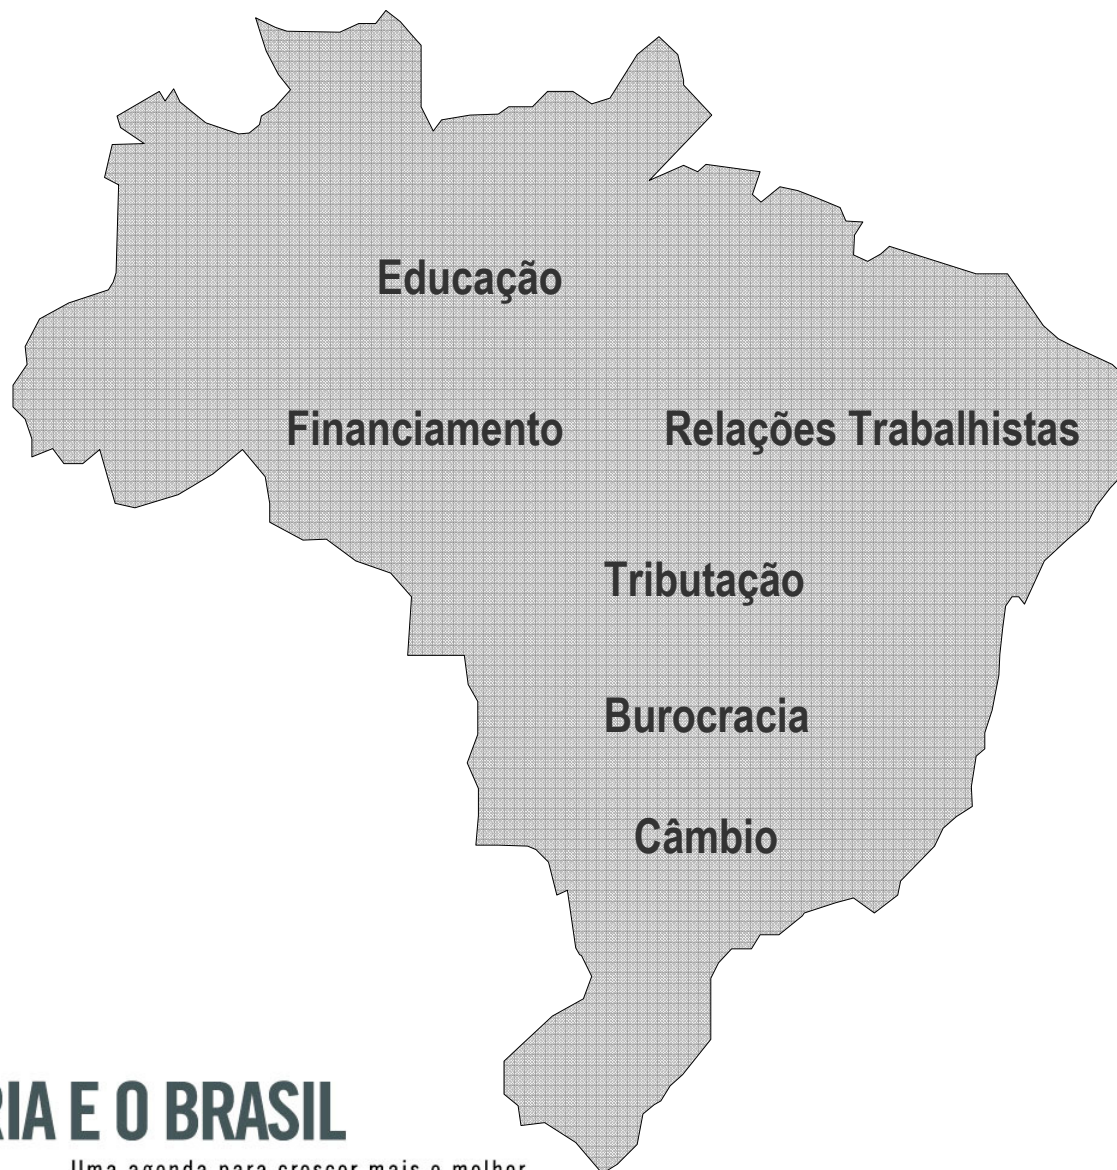 Educação
Financiamento Relações Trabalhistas
Tributação
Burocracia
Câmbio
RIA E O BRASIL
Uma agenda para crescer mais e melhor